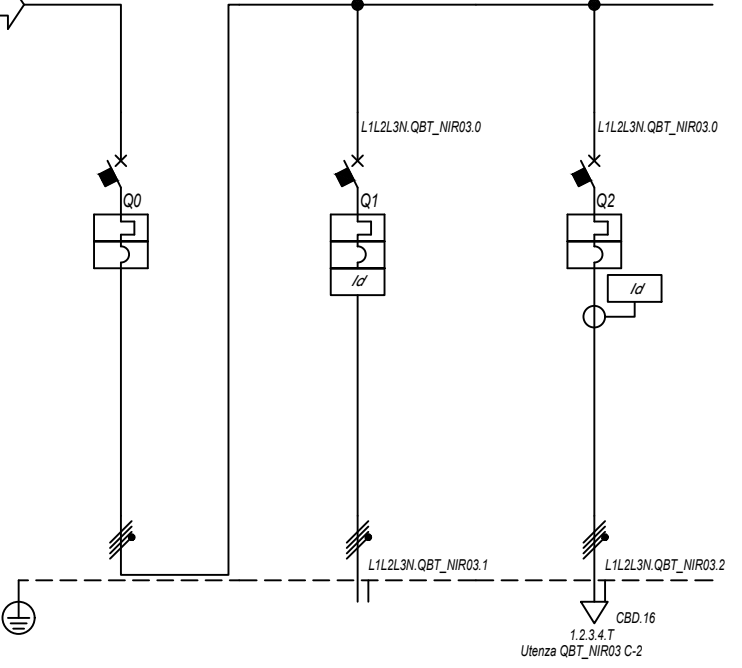 L1L2L3N.QBT_NIR03.0
L1L2L3N.QBT_NIR03.0
Q0
Q1
Q2
Id
Id
L1L2L3N.QBT_NIR03.1
L1L2L3N.QBT_NIR03.2
CBD.16
1.2.3.4.T
Utenza QBT_NIR03 C-2